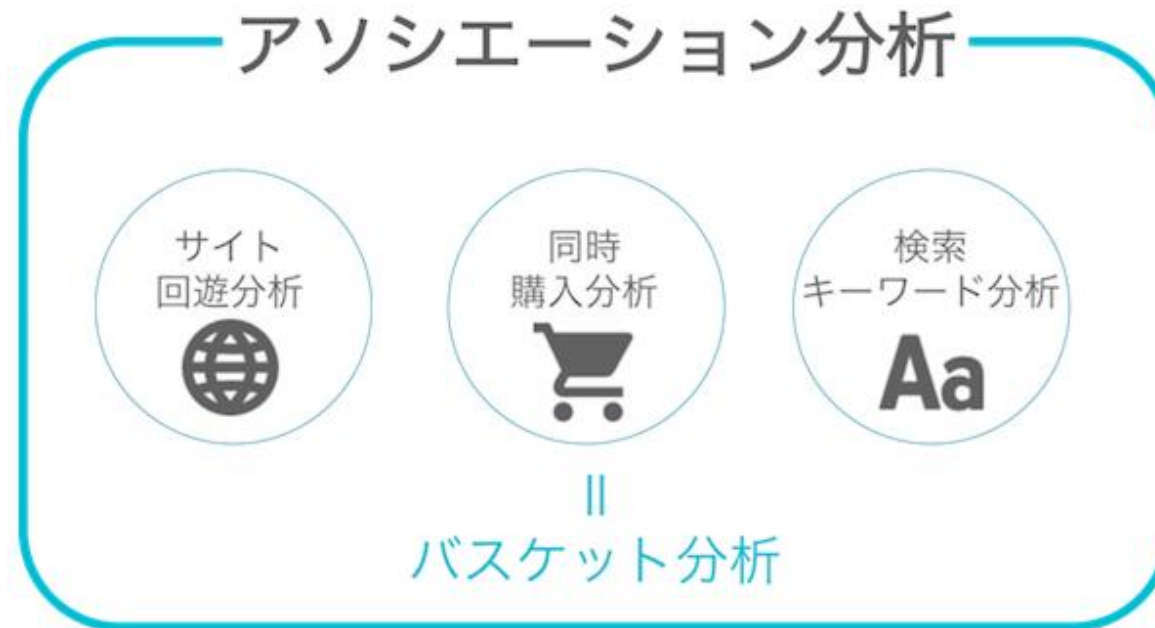 アソシエーション分析
サイト
回遊分析
同時
購入分析
検索
キーワード分析
Aa
=
バスケット分析